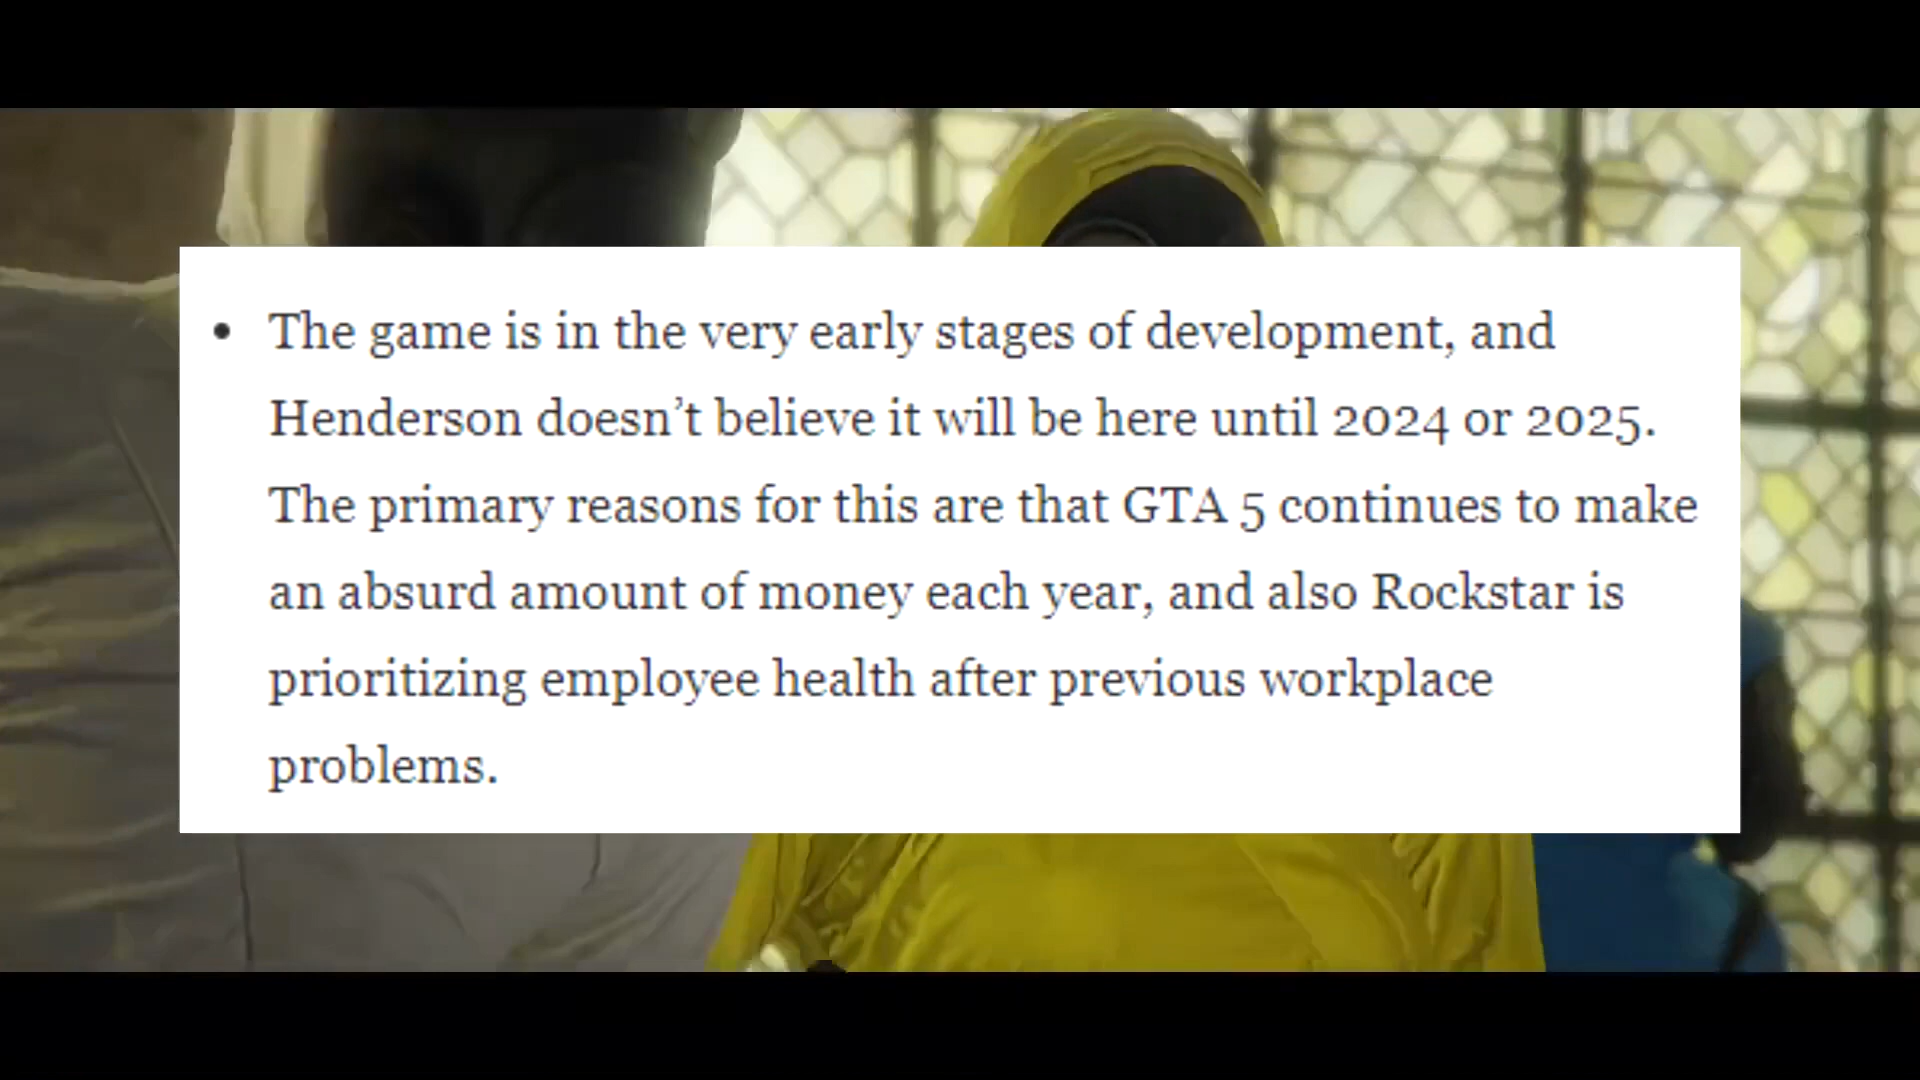 • The game is in the very early stages of development, and
Henderson doesn’t believe it will be here until 2024 or 2025.
The primary reasons for this are that GTA 5 continues to make
an absurd amount of money each year, and also Rockstar is
prioritizing employee health after previous workplace
problems.